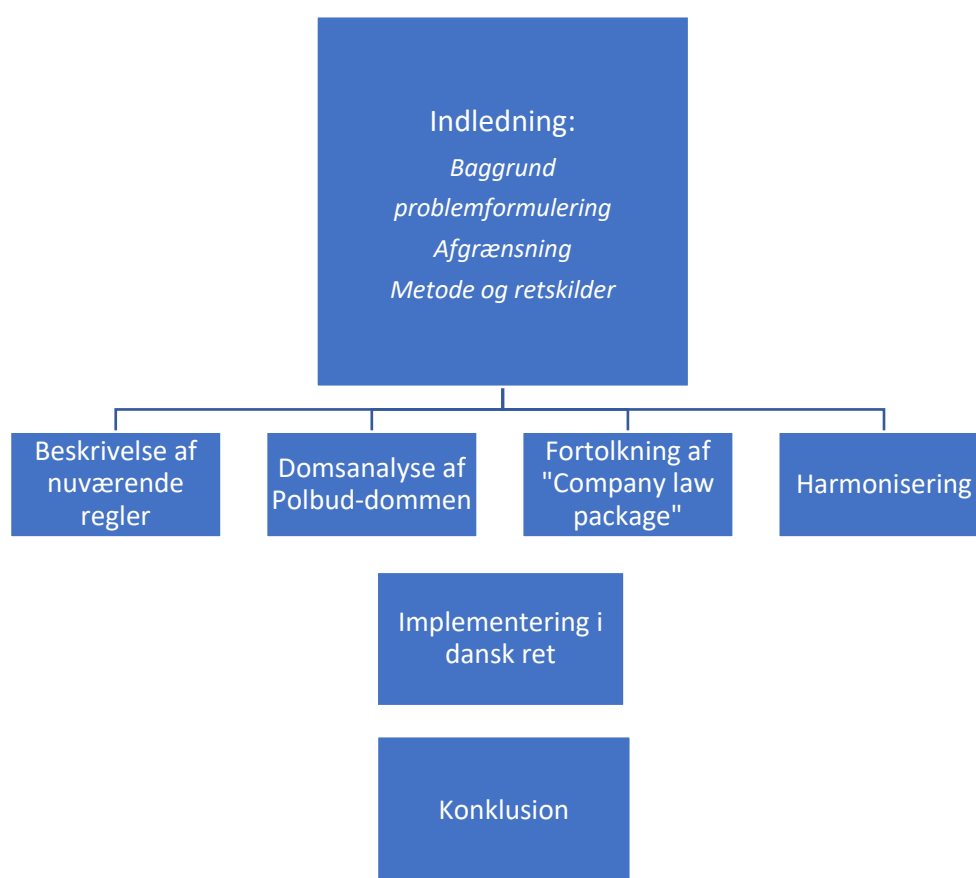 Indledning:
Baggrund
problemformulering
Afgrænsning
Metode og retskilder
Beskrivelse af
nuværende
regler
Domsanalyse af
Polbud-dommen
Fortolkning af
"Company law
package"
Harmonisering
Implementering i
dansk ret
Konklusion